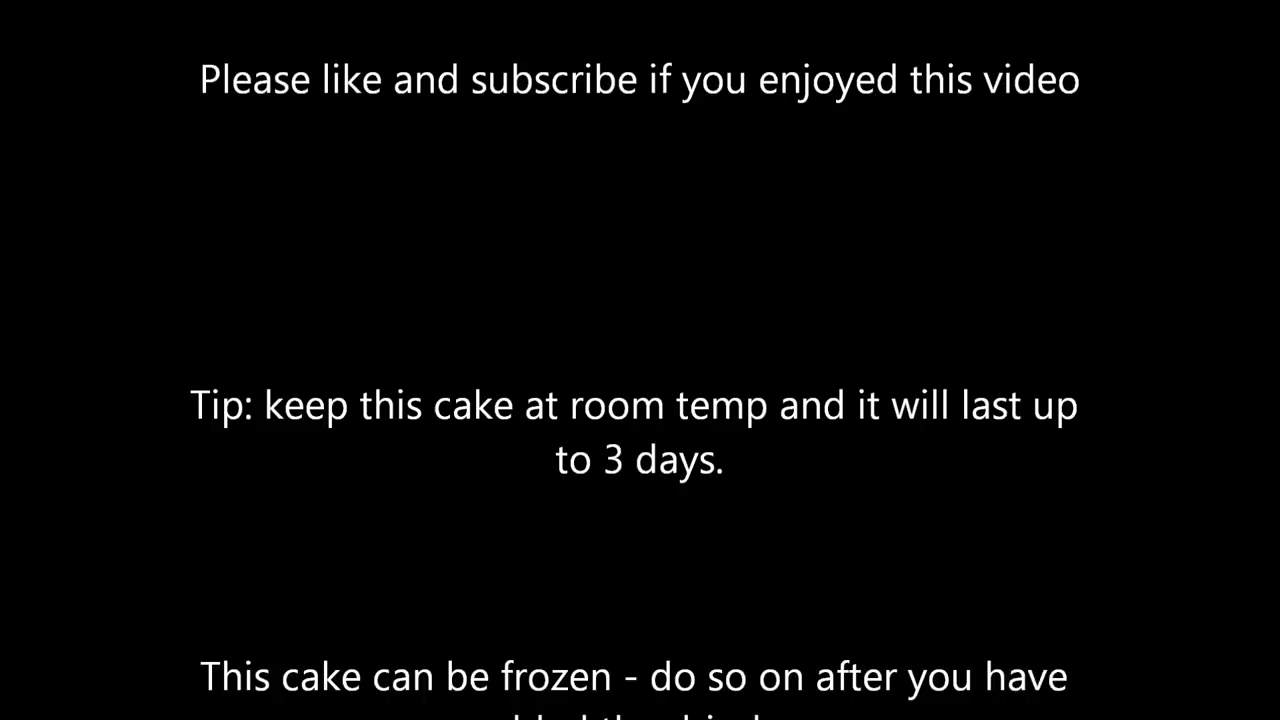 Please like and subscribe if you enjoyed this video
Tip: keep this cake at room temp and it will last up
to 3 days.
This cake can be frozen - do so on after you have